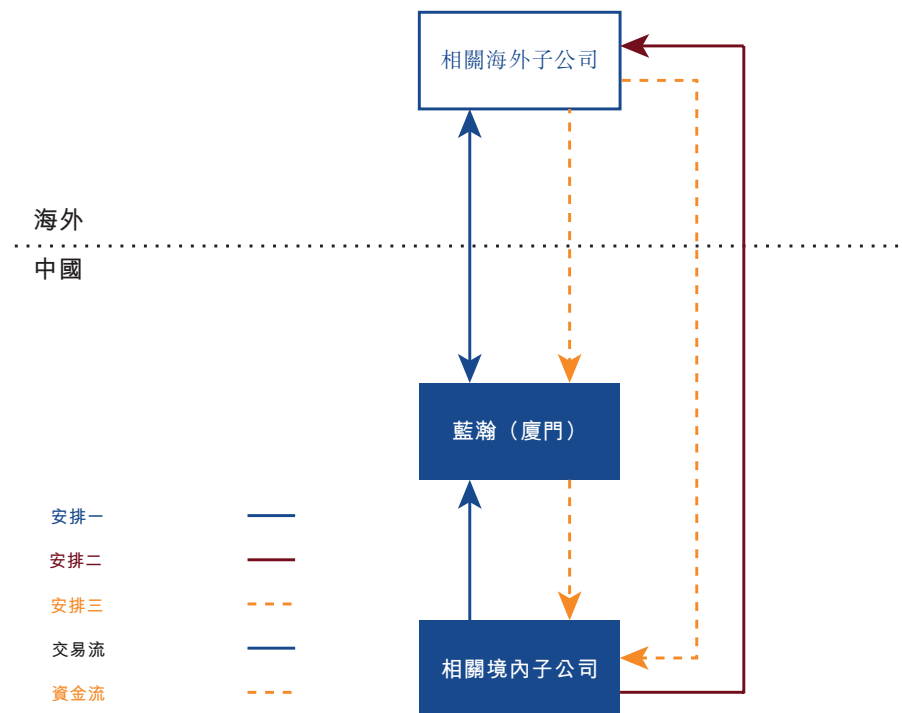 相關海外子公司
海外
中國
藍瀚（廈門）
安排一
安排二
安排三
交易流
資金流
相關境內子公司